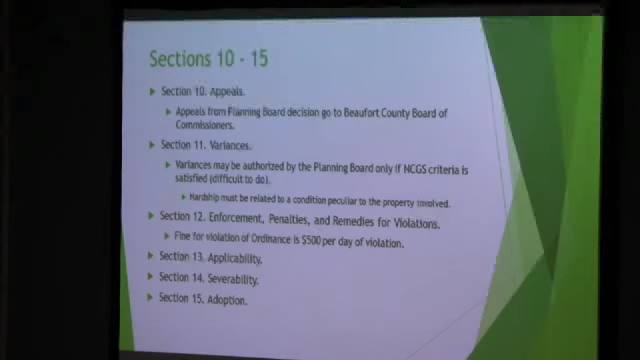 Sections 10 - 15
Section 10. Appeals.
Appeals from Planning Board decision go to Beaufort County Board of
Commissioners.
Section 11. Variances.
Variances may be authorized by the Planning Board only if NCGS criteria is
satisfied (difficult to do).
Hardship must be related to a condition peculiar to the property involved.
Section 12. Enforcement, Penalties, and Remedies for Violations.
Fine for violation of Ordinance is $500 per day of violation.
Section 13. Applicability.
Section 14. Severability.
Section 15. Adoption.